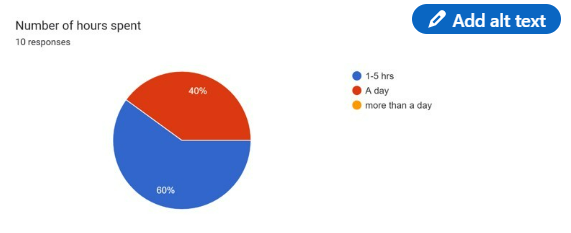 Number of hours spent
10 responses
Add alt text
1-5 hrs
A day
more than a day
40%
60%